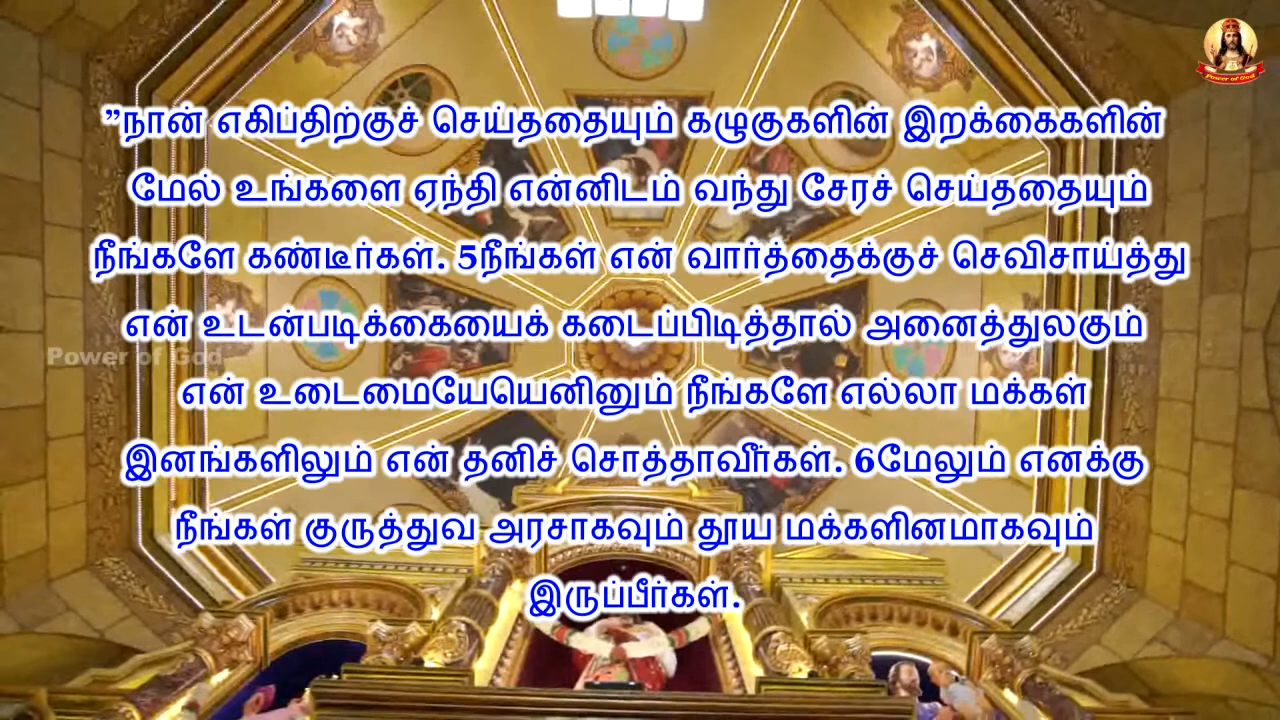 ”நான் எகிப்திற்குச் செய்ததையும் கழுகுகளின் இறக்கைகளின்
மேல் உங்களை ஏந்தி என்னிடம் வந்து சேரச் செய்ததையும்
நீங்களே கண்டீர்கள். 5நீங்கள் என் வார்த்தைக்குச் செவிசாய்த்து
என் உடன்படிக்கையைக் கடைப்பிடித்தால் அனைத்துலகும்
என் உடைமையேயெனினும் நீங்களே எல்லா மக்கள்
இனங்களிலும் என் தனிச் சொத்தாவீர்கள். 6மேலும் எனக்கு
நீங்கள் குருத்துவ அரசாகவும் தூய மக்களினமாகவும்
இருப்பீர்கள்.
Power of God
Power of God